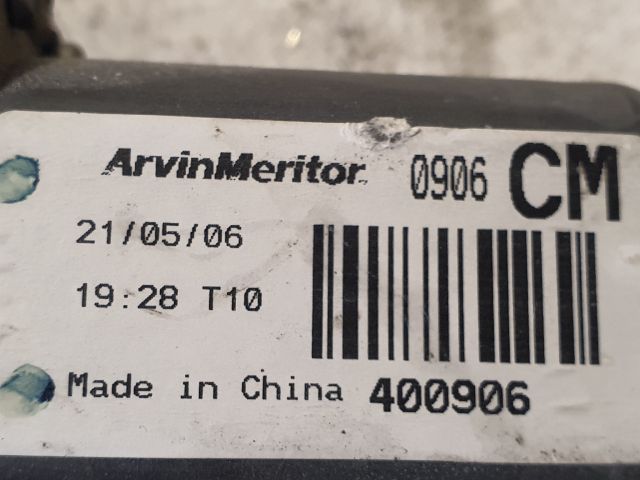 ArvinMeritor 0906 CM
21/05/06
19:28 T10
Made in China 400906